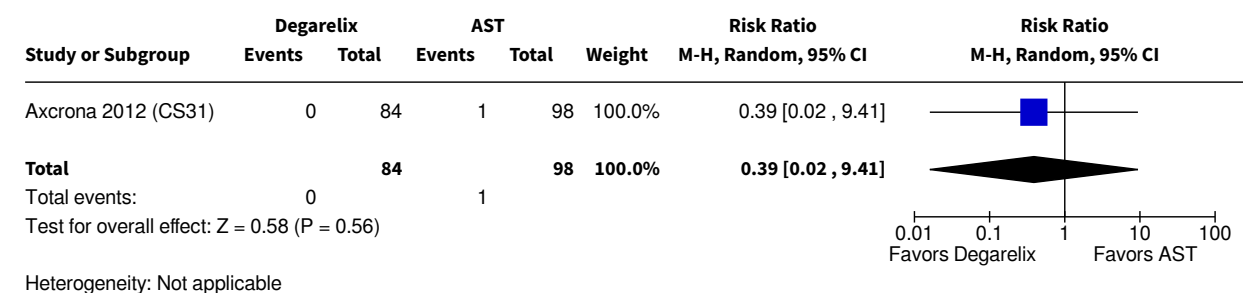 Degarelix AST Risk Ratio Risk Ratio
Study or Subgroup Events Total Events Total Weight M-H, Random, 95% CI M-H, Random, 95% CI
Axcrona 2012 (CS31) 0 84 1 98 100.0% 0.39 [0.02 , 9.41]
Total 84 98 100.0% 0.39 [0.02 , 9.41]
Total events: 0 1
Test for overall effect: Z = 0.58 (P = 0.56)
0.01 0.1 1 10 100
Favors Degarelix Favors AST
Heterogeneity: Not applicable